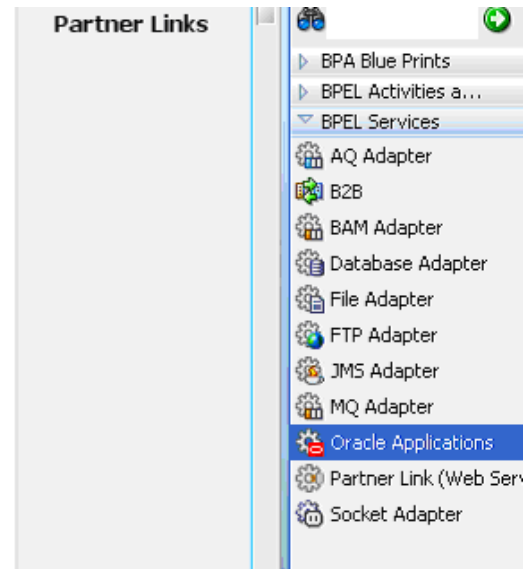 Partner Links
BPA Blue Prints
BPEL Activities a...
BPEL Services
AQ Adapter
B2B
BAM Adapter
Database Adapter
File Adapter
FTP Adapter
JMS Adapter
MQ Adapter
Oracle Applications
Partner Link (Web Serv
Socket Adapter